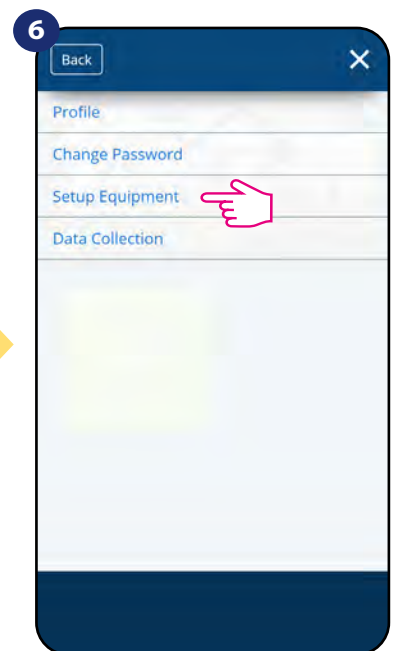 6
Back ×
Profile
Change Password
Setup Equipment
Data Collection